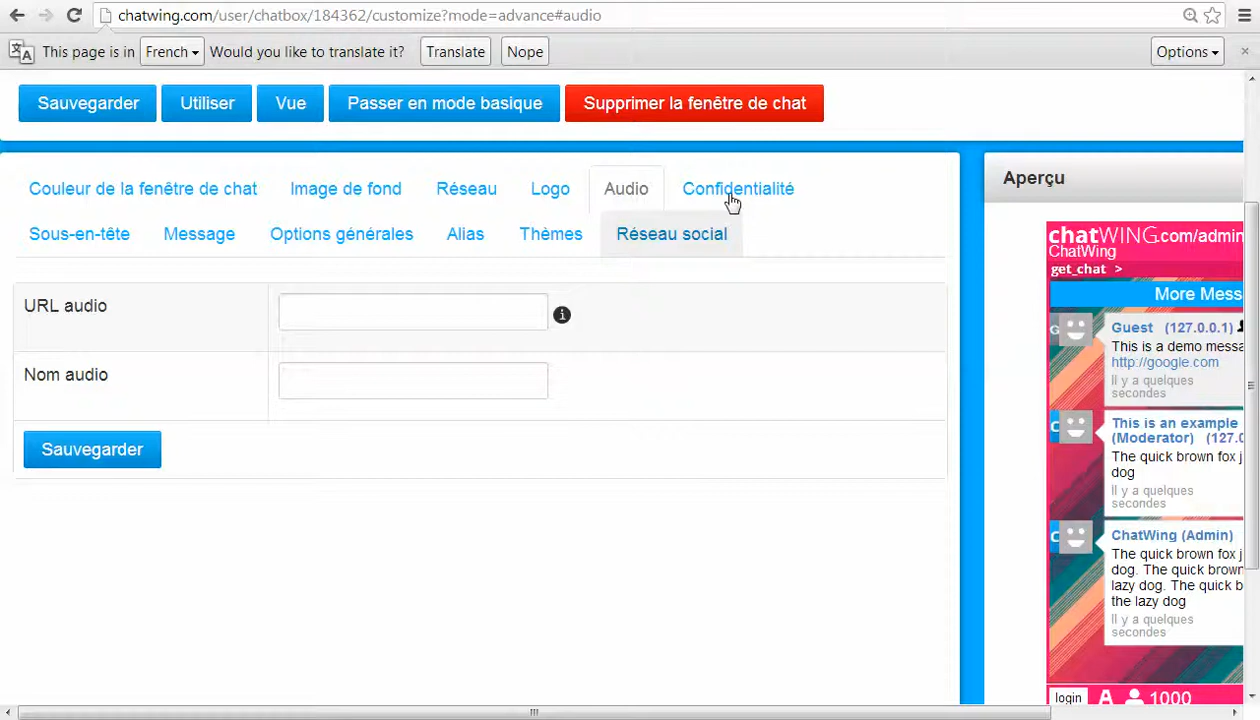 chatwing.com/user/chatbox/184362/customize?mode=advance#audio
This page is in French Would you like to translate it? Translate Nope Options
Sauvegarder Utiliser Vue Passer en mode basique Supprimer la fenêtre de chat
Couleur de la fenêtre de chat Image de fond Réseau Logo Audio Confidentialité
Sous-en-tête Message Options générales Alias Thèmes Réseau social
URL audio
Nom audio
Sauvegarder
Aperçu
chatWING.com/admin
ChatWing
get_chat >
More Mess
Guest (127.0.0.1)
This is a demo messa
http://google.com
Il y a quelques
secondes
This is an example
(Moderator) (127.0
The quick brown fox j
dog
Il y a quelques
secondes
ChatWing (Admin)
The quick brown fox j
dog. The quick brown
lazy dog. The quick b
the lazy dog
Il y a quelques
secondes
login A 1000